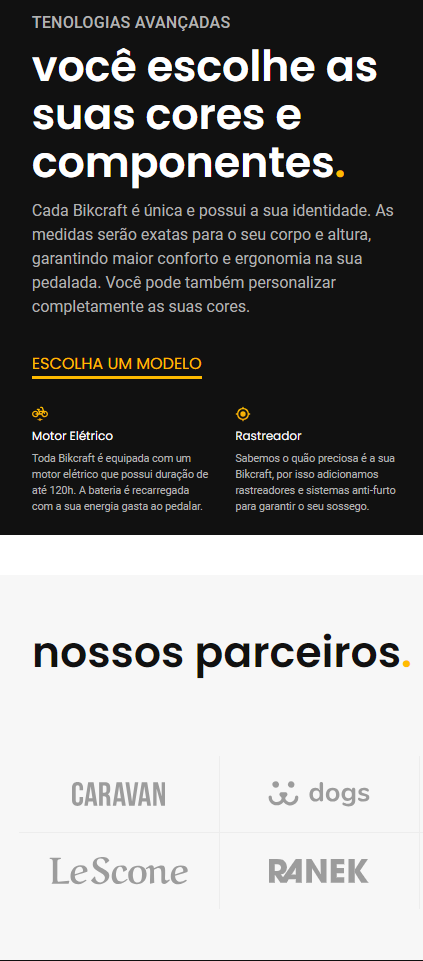 TENOLOGIAS AVANÇADAS
você escolhe as
suas cores e
componentes.
Cada Bikcraft é única e possui a sua identidade. As
medidas serão exatas para o seu corpo e altura,
garantindo maior conforto e ergonomia na sua
pedalada. Você pode também personalizar
completamente as suas cores.
ESCOLHA UM MODELO
Motor Elétrico
Toda Bikcraft é equipada com um
motor elétrico que possui duração de
até 120h. A bateria é recarregada
com a sua energia gasta ao pedalar.
Rastreador
Sabemos o quão preciosa é a sua
Bikcraft, por isso adicionamos
rastreadores e sistemas anti-furto
para garantir o seu sossego.
nossos parceiros.
CARAVAN
dogs
LeScone
RANEK